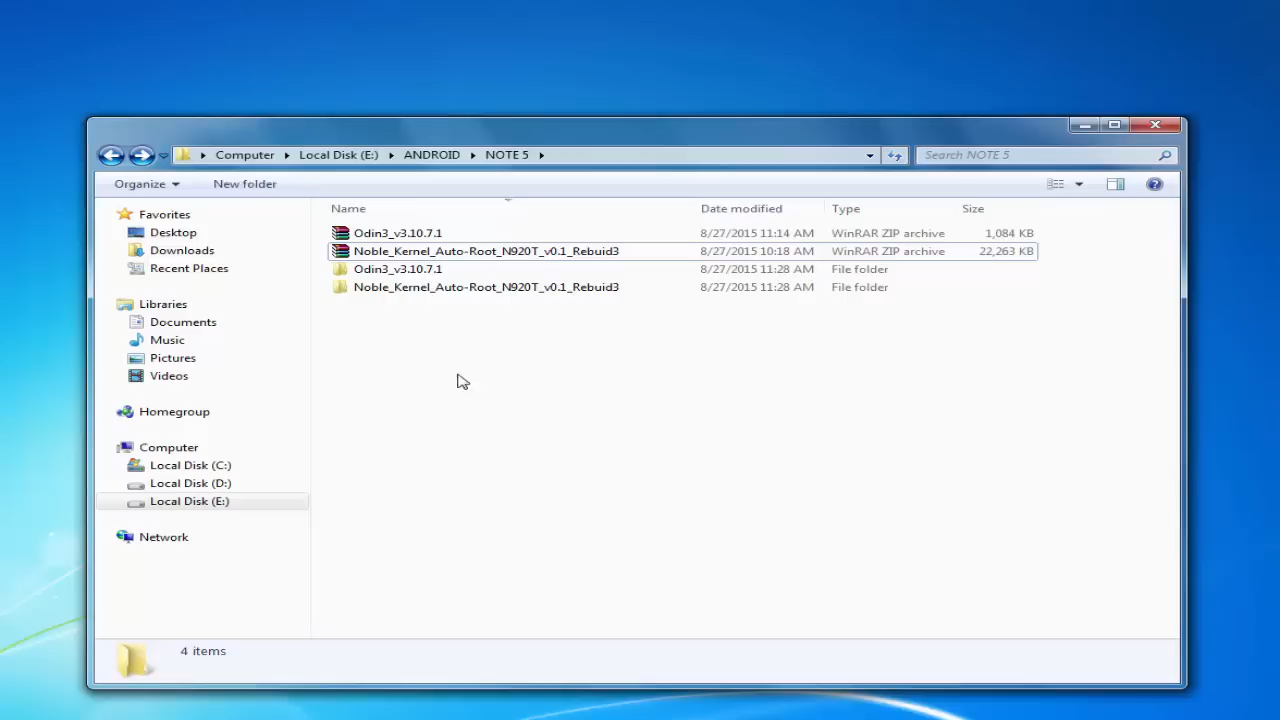 Computer Local Disk (E:) ANDROID NOTE 5 Search NOTE 5
Organize New folder
Name Date modified Type Size
Odin3_v3.10.7.1 8/27/2015 11:14 AM WinRAR ZIP archive 1,084 KB
Noble_Kernel_Auto-Root_N920T_v0.1_Rebuid3 8/27/2015 10:18 AM WinRAR ZIP archive 22,263 KB
Odin3_v3.10.7.1 8/27/2015 11:28 AM File folder
Noble_Kernel_Auto-Root_N920T_v0.1_Rebuid3 8/27/2015 11:28 AM File folder
Favorites
Desktop
Downloads
Recent Places
Libraries
Documents
Music
Pictures
Videos
Homegroup
Computer
Local Disk (C:)
Local Disk (D:)
Local Disk (E:)
Network
4 items